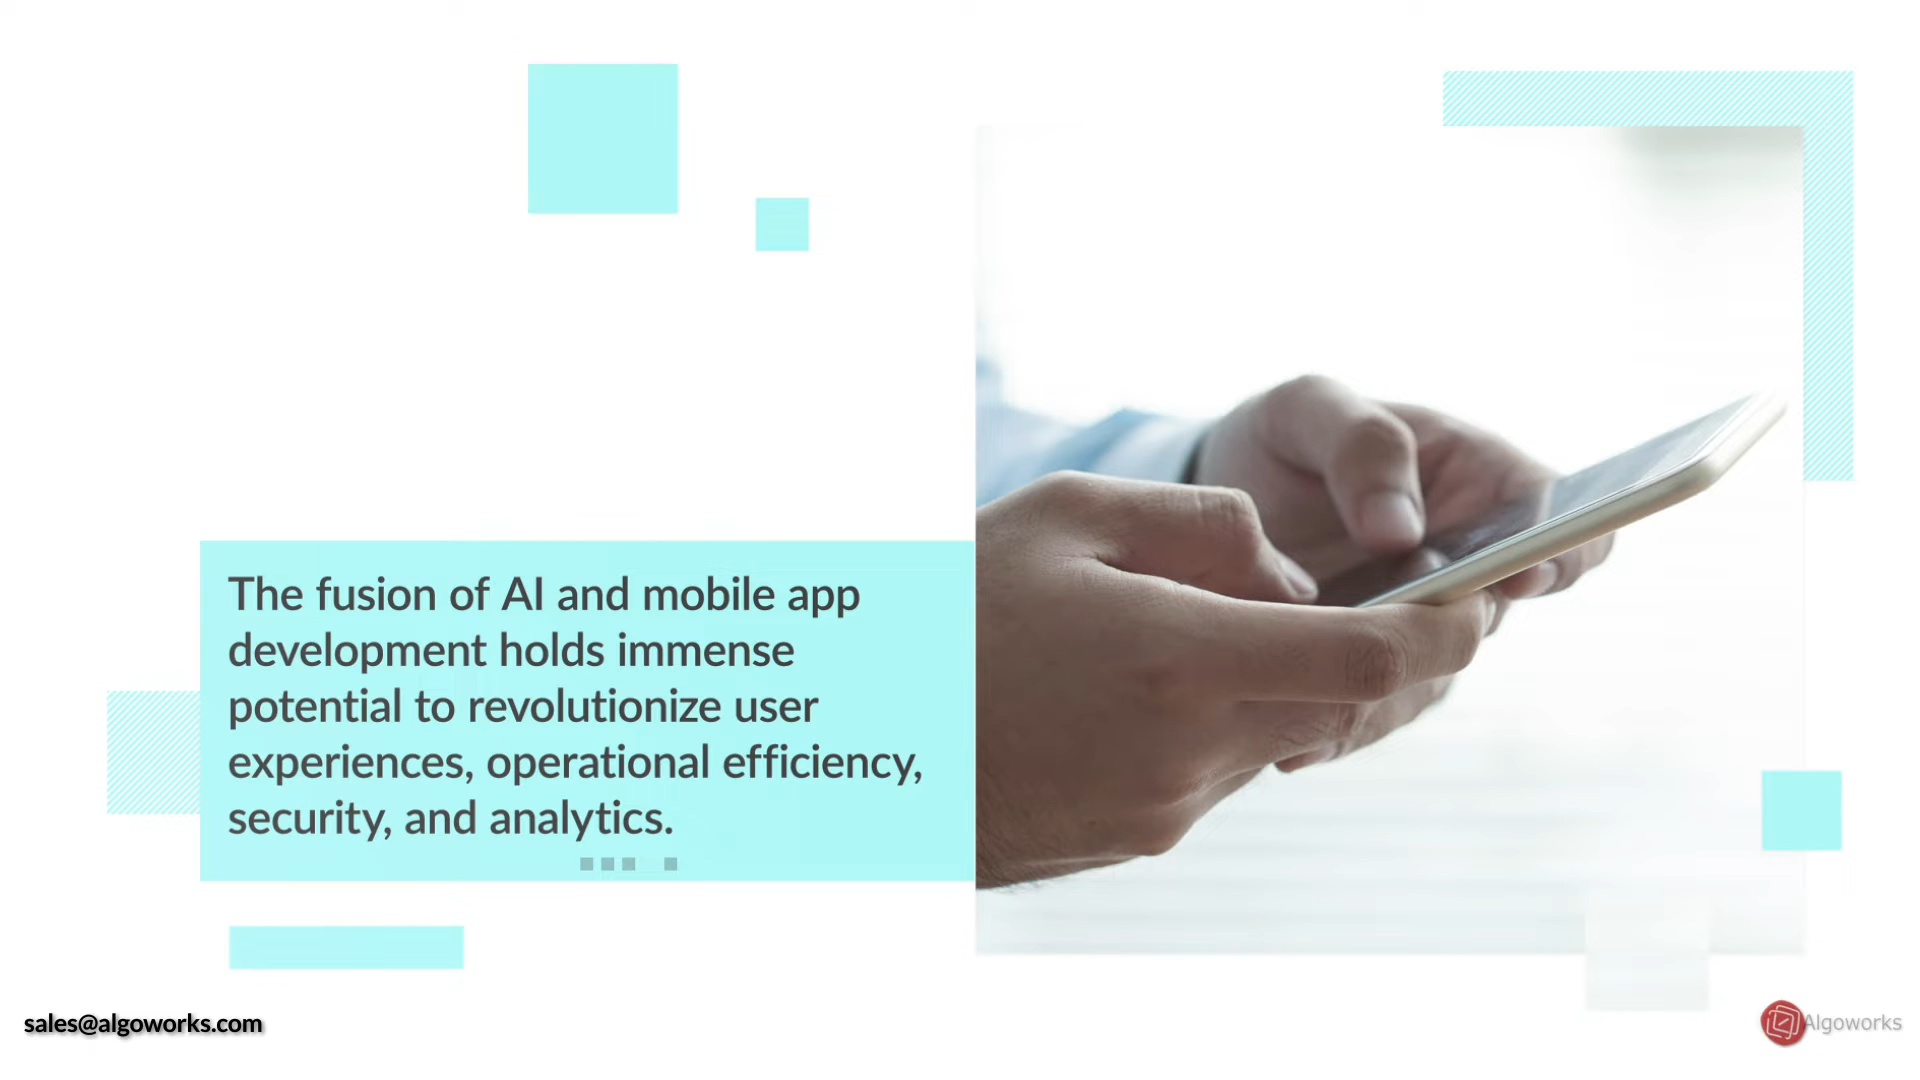 The fusion of AI and mobile app
development holds immense
potential to revolutionize user
experiences, operational efficiency,
security, and analytics.
sales@algoworks.com
Algoworks